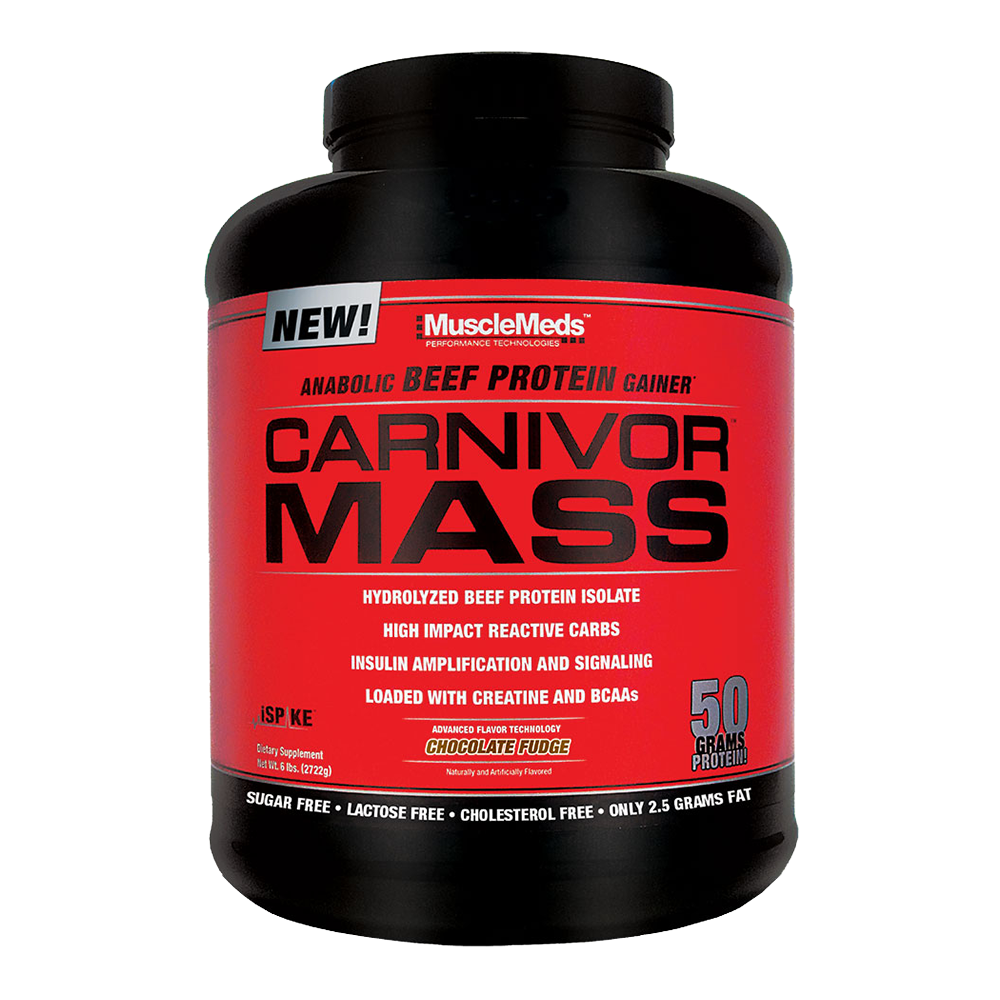 NEW!
MuscleMeds™
PERFORMANCE TECHNOLOGIES
ANABOLIC BEEF PROTEIN GAINER*
CARNIVOR™
MASS
HYDROLYZED BEEF PROTEIN ISOLATE
HIGH IMPACT REACTIVE CARBS
INSULIN AMPLIFICATION AND SIGNALING
LOADED WITH CREATINE AND BCAAs
iSPIKE
ADVANCED FLAVOR TECHNOLOGY
CHOCOLATE FUDGE
Naturally and Artificially Flavored
Dietary Supplement
Net Wt. 6 lbs. (2722g)
50
GRAMS
PROTEIN!
SUGAR FREE • LACTOSE FREE • CHOLESTEROL FREE • ONLY 2.5 GRAMS FAT